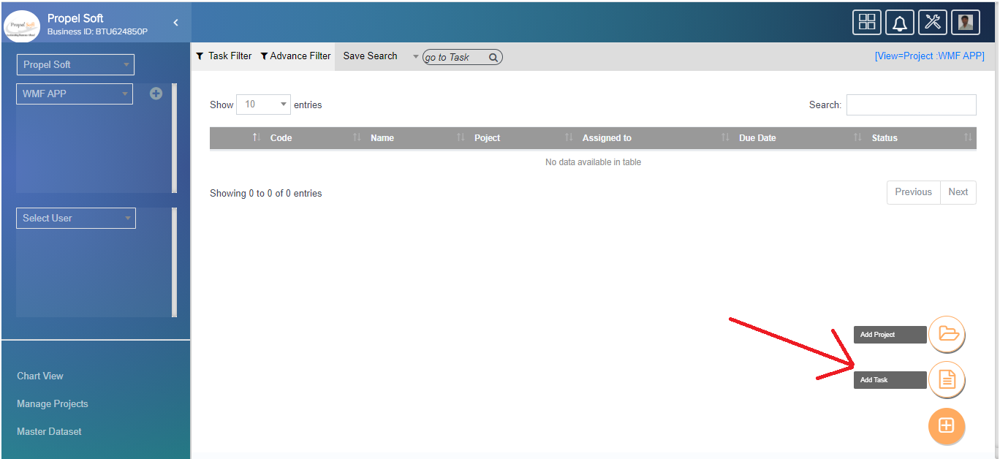 Propel Soft
Propel Soft
Business ID: BTU624850P
Task Filter
Advance Filter
Save Search
go to Task
[View=Project :WMF APP]
Propel Soft
WMF APP
Select User
Chart View
Manage Projects
Master Dataset
Show 10 entries
Search:
Code Name Poject Assigned to Due Date Status
No data available in table
Showing 0 to 0 of 0 entries
Previous Next
Add Project
Add Task